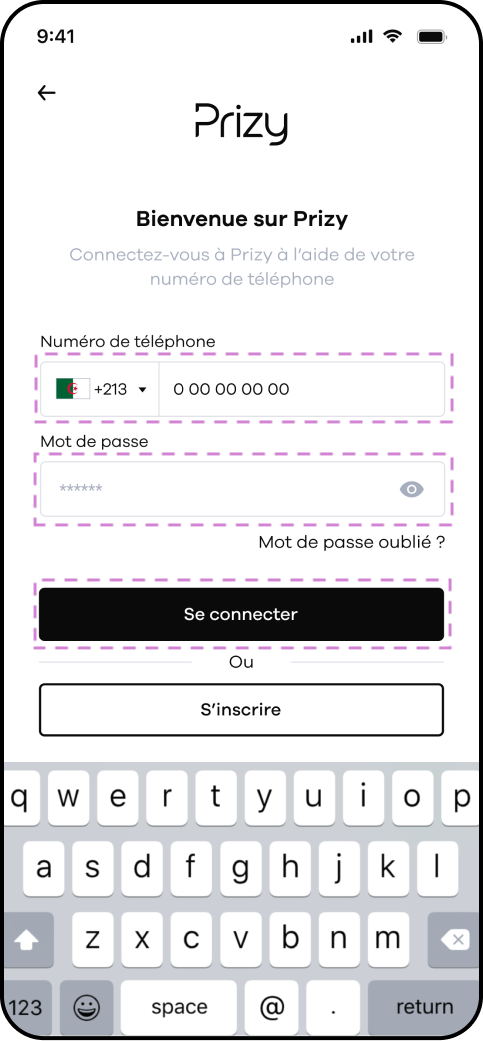 9:41
Prizy
Bienvenue sur Prizy
Connectez-vous à Prizy à l'aide de votre
numéro de téléphone
Numéro de téléphone
+213 0 00 00 00 00
Mot de passe
******
Mot de passe oublié ?
Se connecter
Ou
S'inscrire
q w e r t y u i o p
a s d f g h j k l
z x c v b n m
123 space @ . return